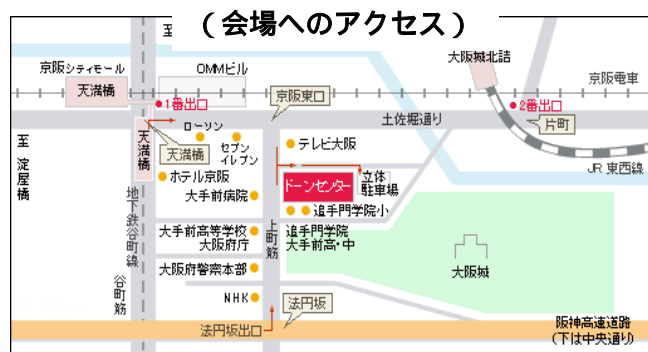 (会場へのアクセス)
至
京阪シティモール
OMMビル
大阪城北詰
京阪電車
天満橋
1番出口
京阪東口
2番出口
土佐堀通り
片町
至
淀屋橋
天満橋
天満橋
ローソン
セブン
イレブン
テレビ大阪
JR 東西線
ホテル京阪
ドーンセンター
立体
駐車場
大手前病院
追手門学院小
地下鉄谷町線
上町筋
大手前高等学校
大阪府庁
追手門学院
大手前高・中
大阪城
大阪府警察本部
谷町筋
NHK
法円坂
法円坂出口
阪神高速道路
(下は中央通り)